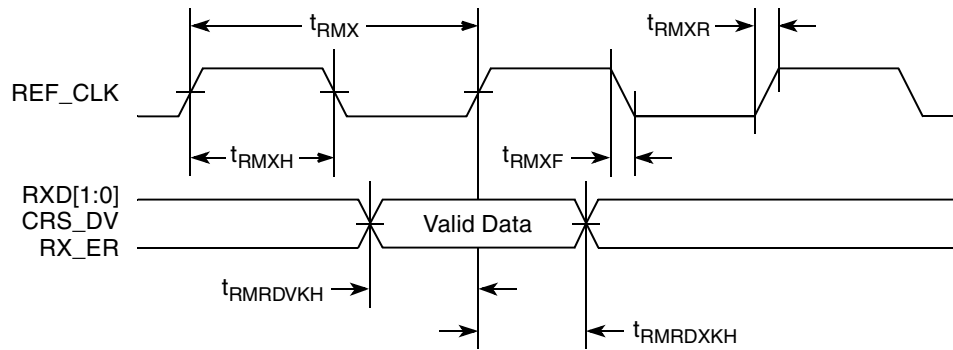 tRMX
tRMXR
REF_CLK
tRMXH
tRMXF
RXD[1:0]
CRS_DV
RX_ER
Valid Data
tRMRDVKH
tRMRDXKH